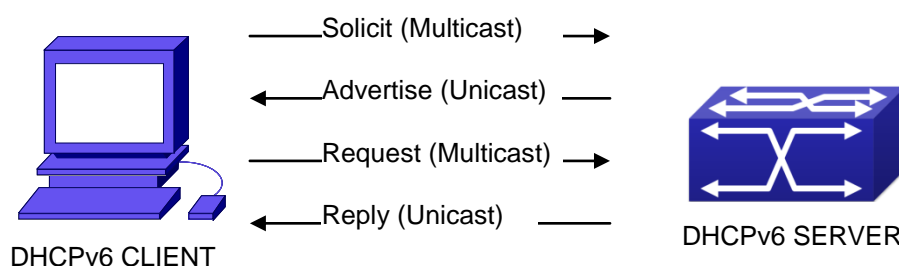 Solicit (Multicast)
Advertise (Unicast)
Request (Multicast)
Reply (Unicast)
DHCPv6 CLIENT
DHCPv6 SERVER